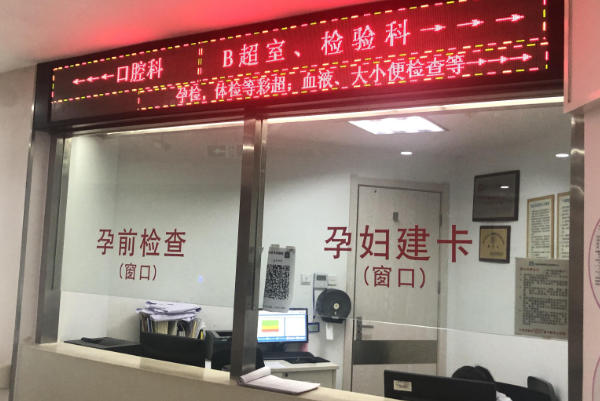 ←←←口腔科 B超室、检验科→→→
孕检，体检等彩超；血液、大小便检查等→→
孕前检查
（窗口）
孕妇建卡
（窗口）